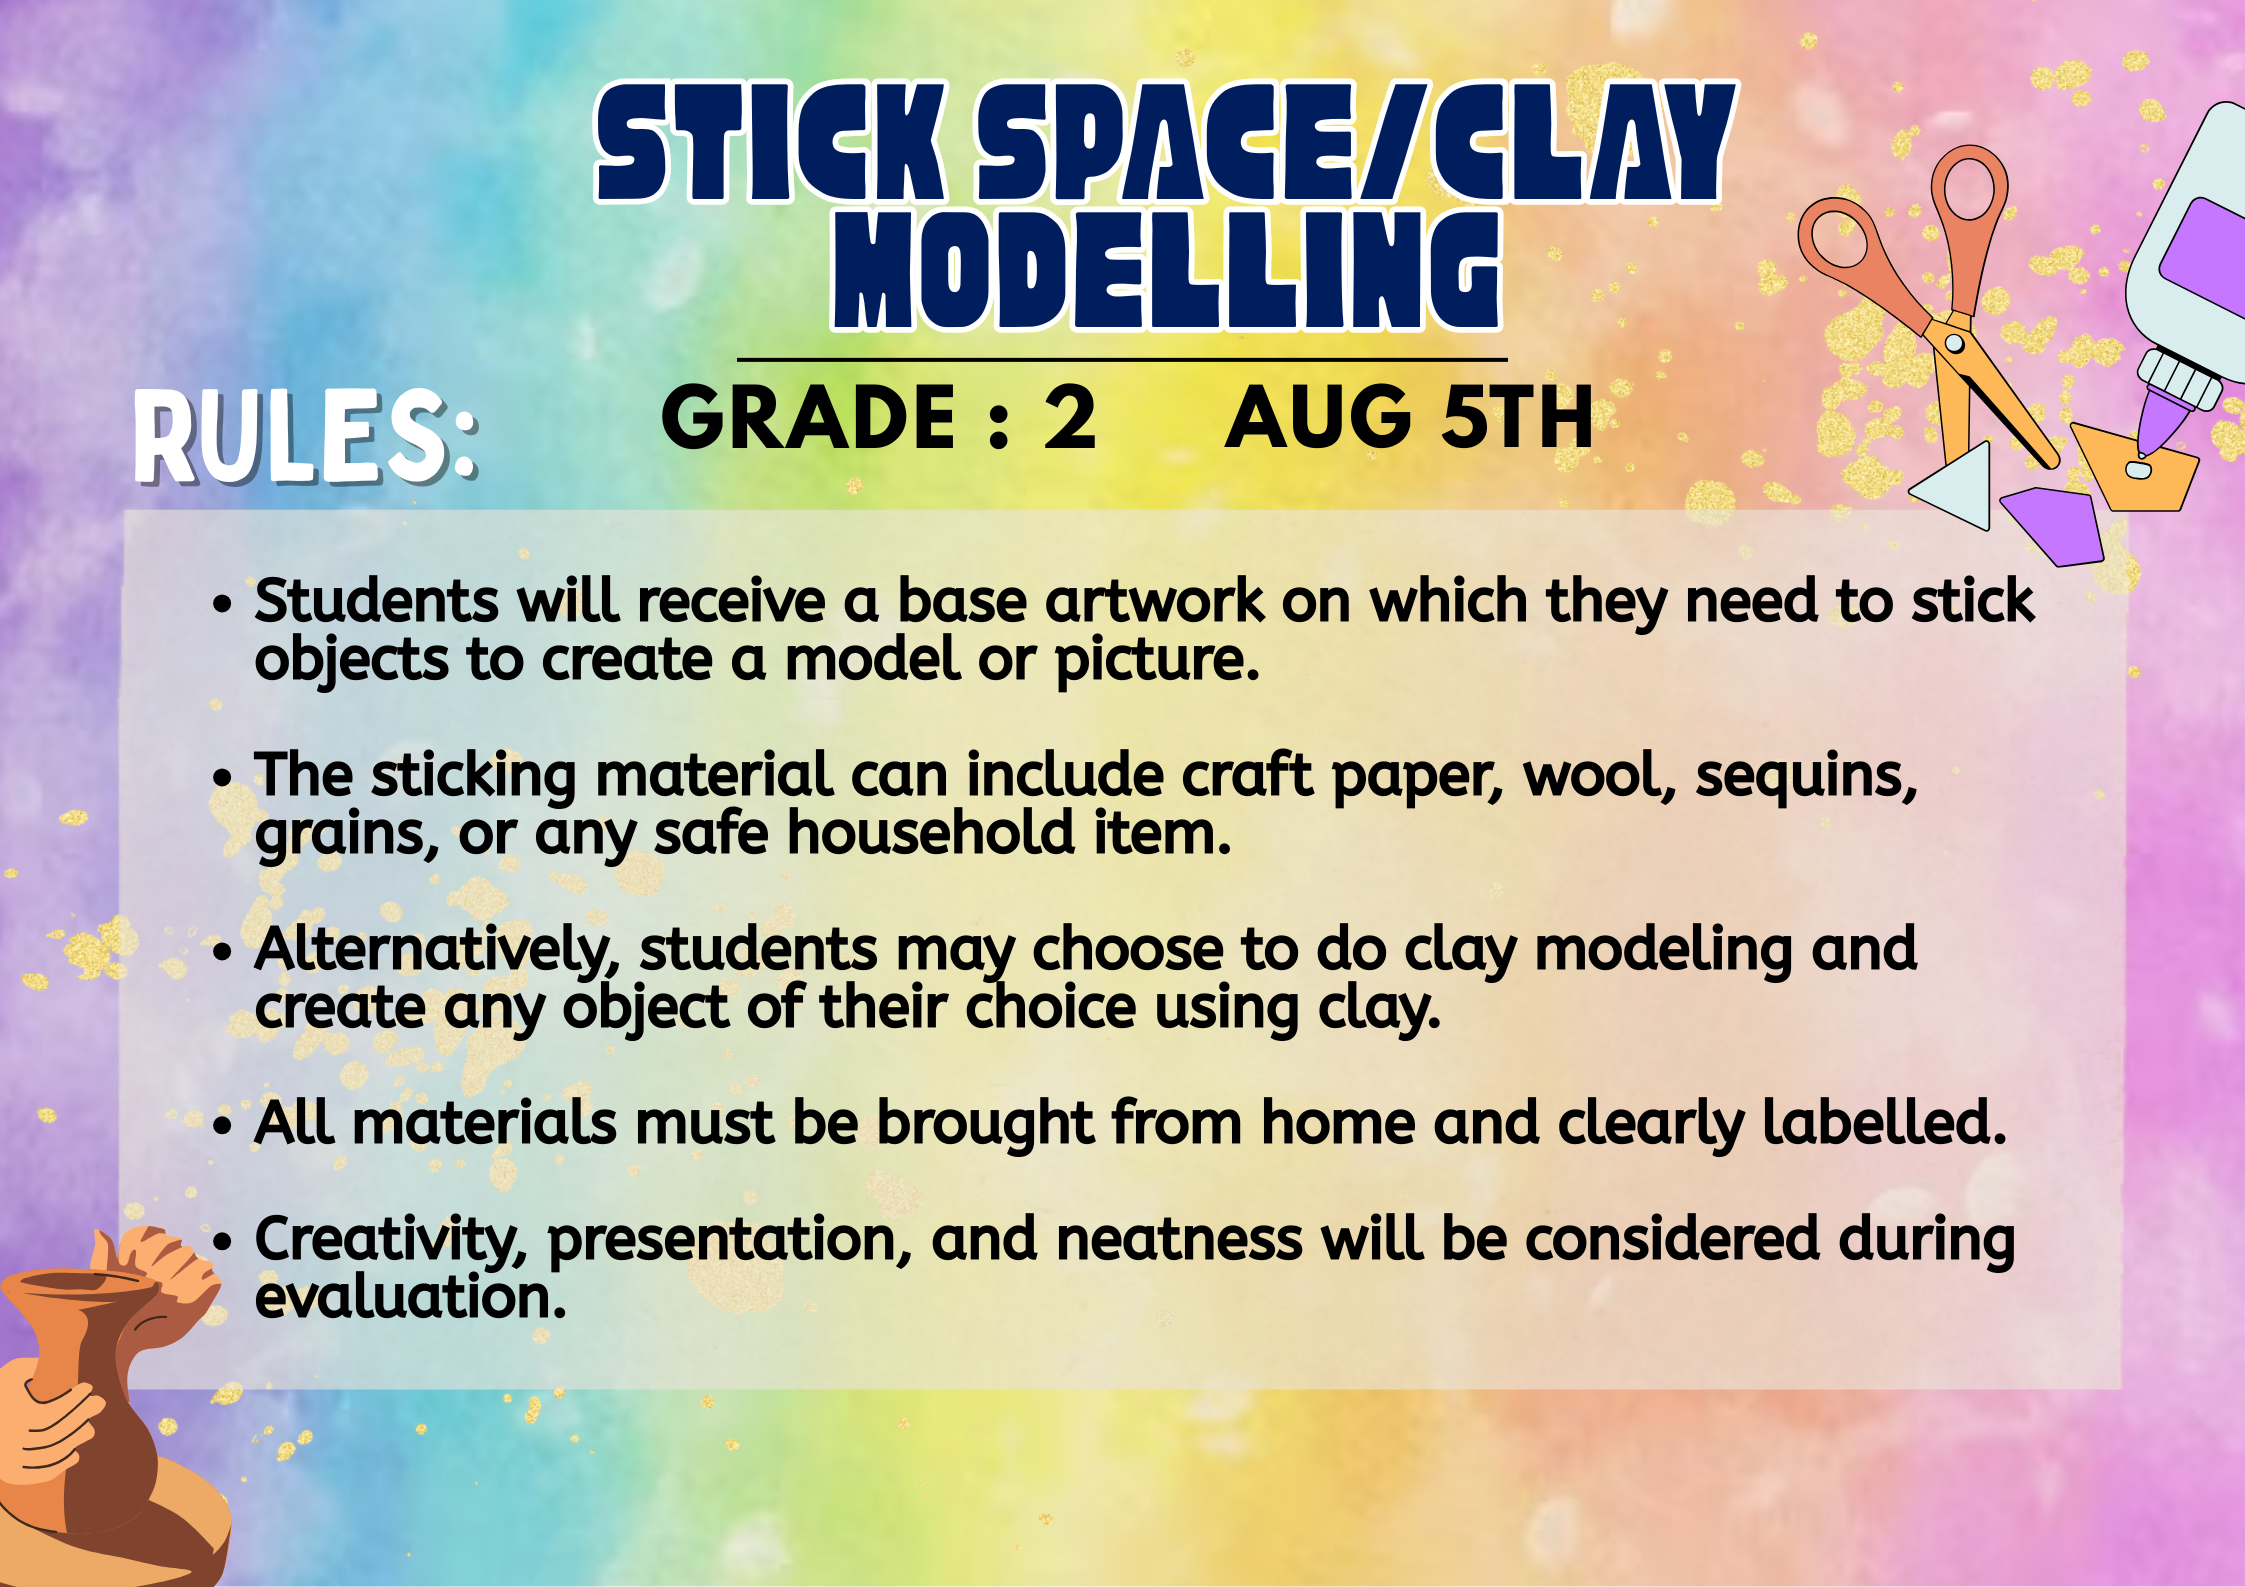 STICK SPACE/CLAY
MODELLING
GRADE : 2 AUG 5TH
RULES:
• Students will receive a base artwork on which they need to stick
objects to create a model or picture.
• The sticking material can include craft paper, wool, sequins,
grains, or any safe household item.
• Alternatively, students may choose to do clay modeling and
create any object of their choice using clay.
• All materials must be brought from home and clearly labelled.
• Creativity, presentation, and neatness will be considered during
evaluation.